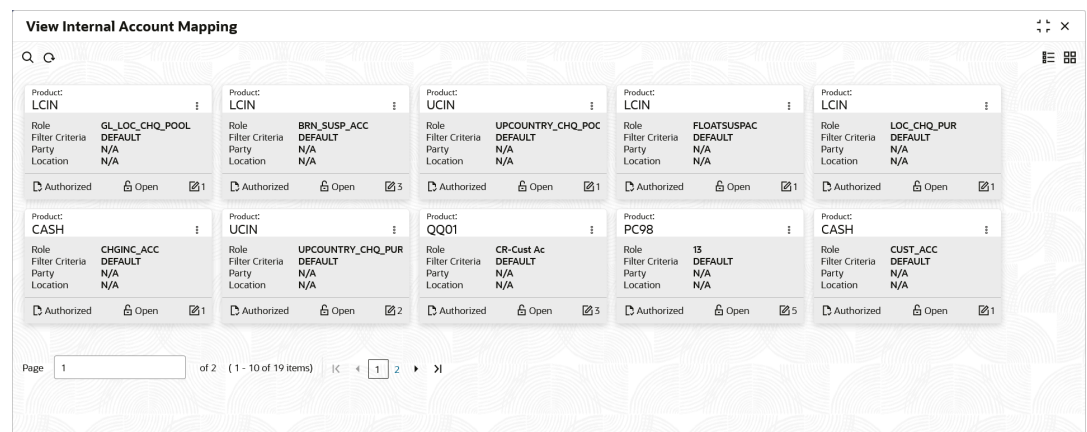 View Internal Account Mapping
Product:
LCIN
Role GL_LOC_CHQ_POOL
Filter Criteria DEFAULT
Party N/A
Location N/A
Authorized Open 1
Product:
LCIN
Role BRN_SUSP_ACC
Filter Criteria DEFAULT
Party N/A
Location N/A
Authorized Open 3
Product:
UCIN
Role UPCOUNTRY_CHQ_POC
Filter Criteria DEFAULT
Party N/A
Location N/A
Authorized Open 1
Product:
LCIN
Role FLOATSUSPAC
Filter Criteria DEFAULT
Party N/A
Location N/A
Authorized Open 1
Product:
LCIN
Role LOC_CHQ_PUR
Filter Criteria DEFAULT
Party N/A
Location N/A
Authorized Open 1
Product:
CASH
Role CHGINC_ACC
Filter Criteria DEFAULT
Party N/A
Location N/A
Authorized Open 1
Product:
UCIN
Role UPCOUNTRY_CHQ_PUR
Filter Criteria DEFAULT
Party N/A
Location N/A
Authorized Open 2
Product:
QQ01
Role CR-Cust Ac
Filter Criteria DEFAULT
Party N/A
Location N/A
Authorized Open 3
Product:
PC98
Role 13
Filter Criteria DEFAULT
Party N/A
Location N/A
Authorized Open 5
Product:
CASH
Role CUST_ACC
Filter Criteria DEFAULT
Party N/A
Location N/A
Authorized Open 1
Page 1 of 2 (1 - 10 of 19 items) 1 2